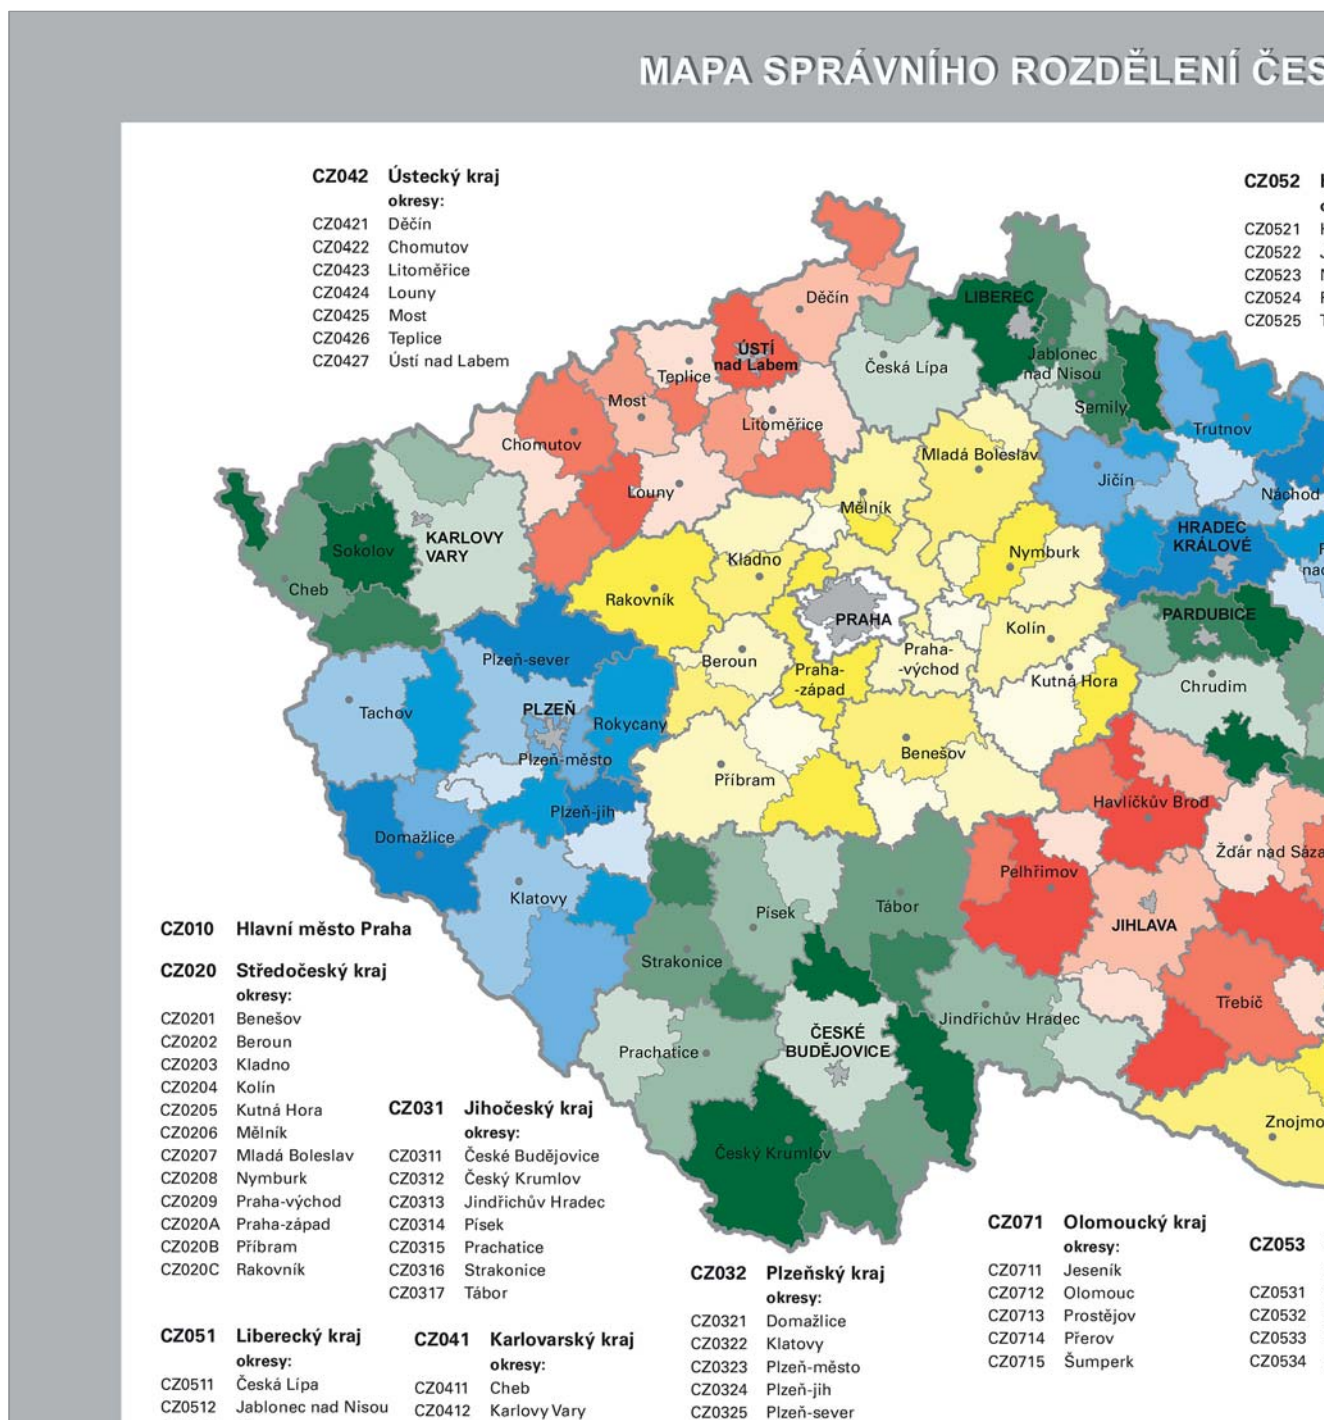 MAPA SPRÁVNÍHO ROZDĚLENÍ ČES
CZ042 Ústecký kraj
okresy:
CZ0421 Děčín
CZ0422 Chomutov
CZ0423 Litoměřice
CZ0424 Louny
CZ0425 Most
CZ0426 Teplice
CZ0427 Ústí nad Labem
CZ052
CZ0521
CZ0522
CZ0523
CZ0524
CZ0525
Děčín
LIBEREC
ÚSTÍ
nad Labem
Teplice
Česká Lípa
Jablonec
nad Nisou
Most
Semily
Litoměřice
Trutnov
Chomutov
Mladá Boleslav
Jičín
Louny
Náchod
Mělník
HRADEC
KRÁLOVÉ
KARLOVY
VARY
Sokolov
Nymburk
Kladno
nad
Cheb
Rakovník
PRAHA
PARDUBICE
Kolín
Plzeň-sever
Beroun
Praha-
-východ
Praha-
-západ
Kutná Hora
Chrudim
Tachov
PLZEŇ
Rokycany
Plzeň-město
Benešov
Příbram
Havlíčkův Brod
Plzeň-jih
Domažlice
Žďár nad Sáza
Pelhřimov
Klatovy
Písek
Tábor
JIHLAVA
Strakonice
Třebíč
Jindřichův Hradec
ČESKÉ
BUDĚJOVICE
Prachatice
Znojmo
Český Krumlov
CZ010 Hlavní město Praha
CZ020 Středočeský kraj
okresy:
CZ0201 Benešov
CZ0202 Beroun
CZ0203 Kladno
CZ0204 Kolín
CZ0205 Kutná Hora
CZ0206 Mělník
CZ0207 Mladá Boleslav
CZ0208 Nymburk
CZ0209 Praha-východ
CZ020A Praha-západ
CZ020B Příbram
CZ020C Rakovník
CZ031 Jihočeský kraj
okresy:
CZ0311 České Budějovice
CZ0312 Český Krumlov
CZ0313 Jindřichův Hradec
CZ0314 Písek
CZ0315 Prachatice
CZ0316 Strakonice
CZ0317 Tábor
CZ051 Liberecký kraj
okresy:
CZ0511 Česká Lípa
CZ0512 Jablonec nad Nisou
CZ041 Karlovarský kraj
okresy:
CZ0411 Cheb
CZ0412 Karlovy Vary
CZ032 Plzeňský kraj
okresy:
CZ0321 Domažlice
CZ0322 Klatovy
CZ0323 Plzeň-město
CZ0324 Plzeň-jih
CZ0325 Plzeň-sever
CZ071 Olomoucký kraj
okresy:
CZ0711 Jeseník
CZ0712 Olomouc
CZ0713 Prostějov
CZ0714 Přerov
CZ0715 Šumperk
CZ053
CZ0531
CZ0532
CZ0533
CZ0534